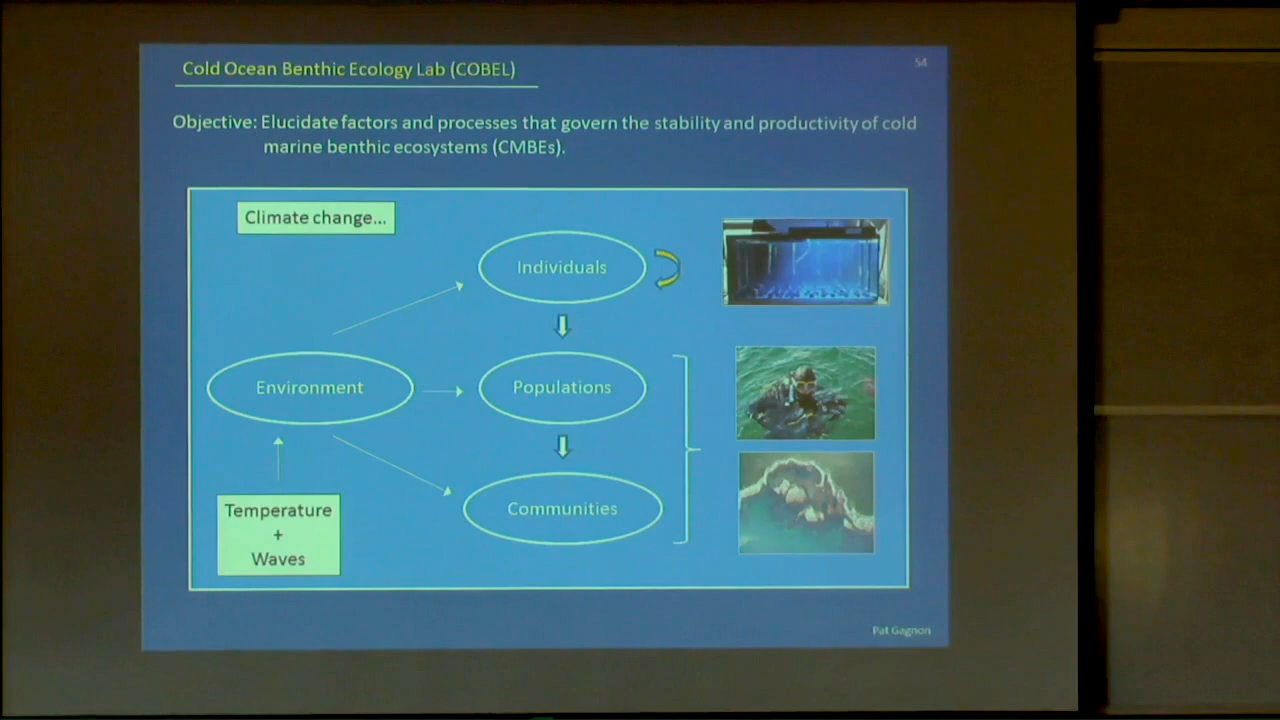 Cold Ocean Benthic Ecology Lab (COBEL)
54
Objective: Elucidate factors and processes that govern the stability and productivity of cold
marine benthic ecosystems (CMBEs).
Climate change...
Individuals
Environment
Populations
Communities
Temperature
+
Waves
Pat Gagnon